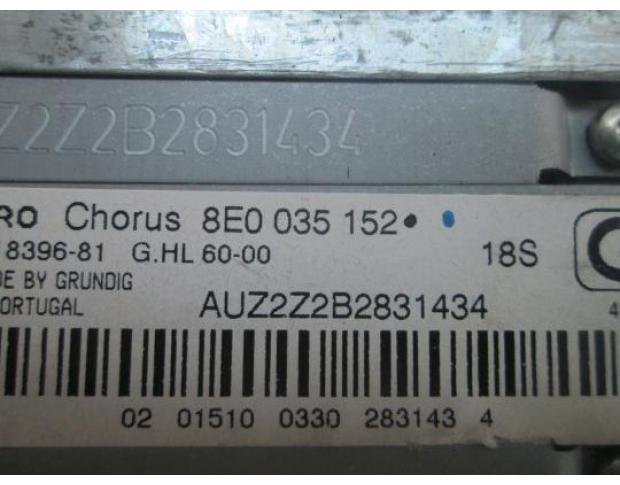 Z2Z2B2831434
RO Chorus 8E0 035 152
8396-81 G.HL 60-00 18S
DE BY GRUNDIG
ORTUGAL AUZ2Z2B2831434
4
02 01510 0330 283143 4